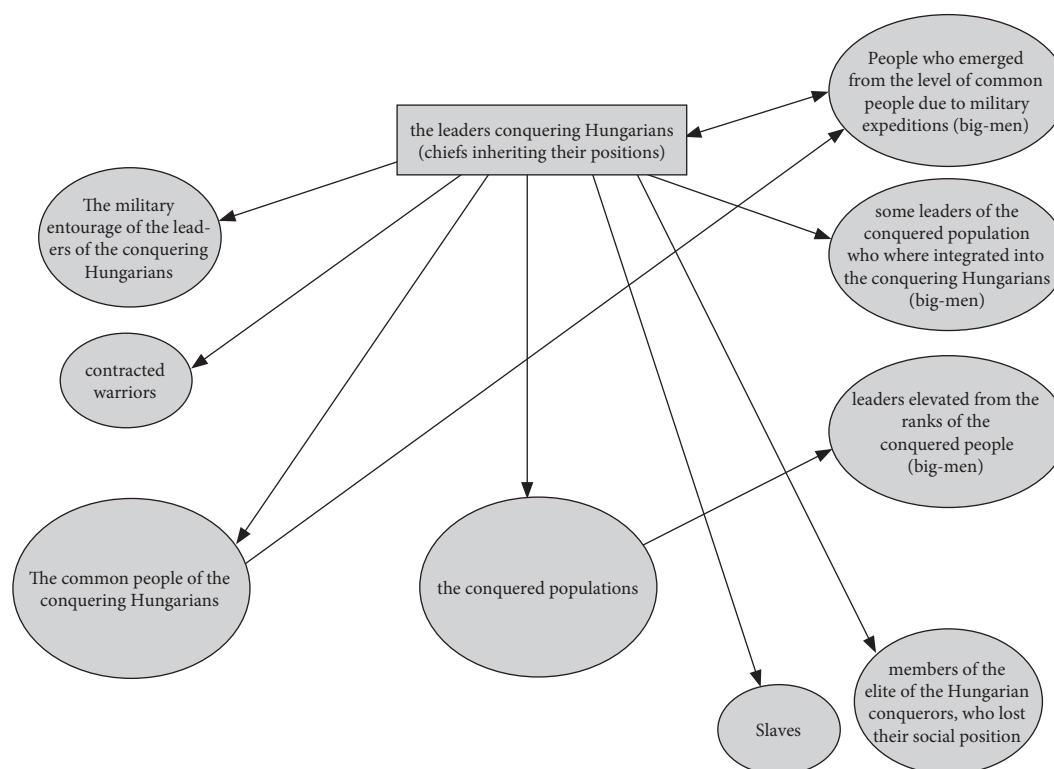 People who emerged
from the level of common
people due to military
expeditions (big-men)
the leaders conquering Hungarians
(chiefs inheriting their positions)
The military
entourage of the lead-
ers of the conquering
Hungarians
some leaders of the
conquered population
who where integrated into
the conquering Hungarians
(big-men)
contracted
warriors
leaders elevated from the
ranks of the
conquered people
(big-men)
The common people of the
conquering Hungarians
the conquered populations
Slaves
members of the
elite of the Hungarian
conquerors, who lost
their social position